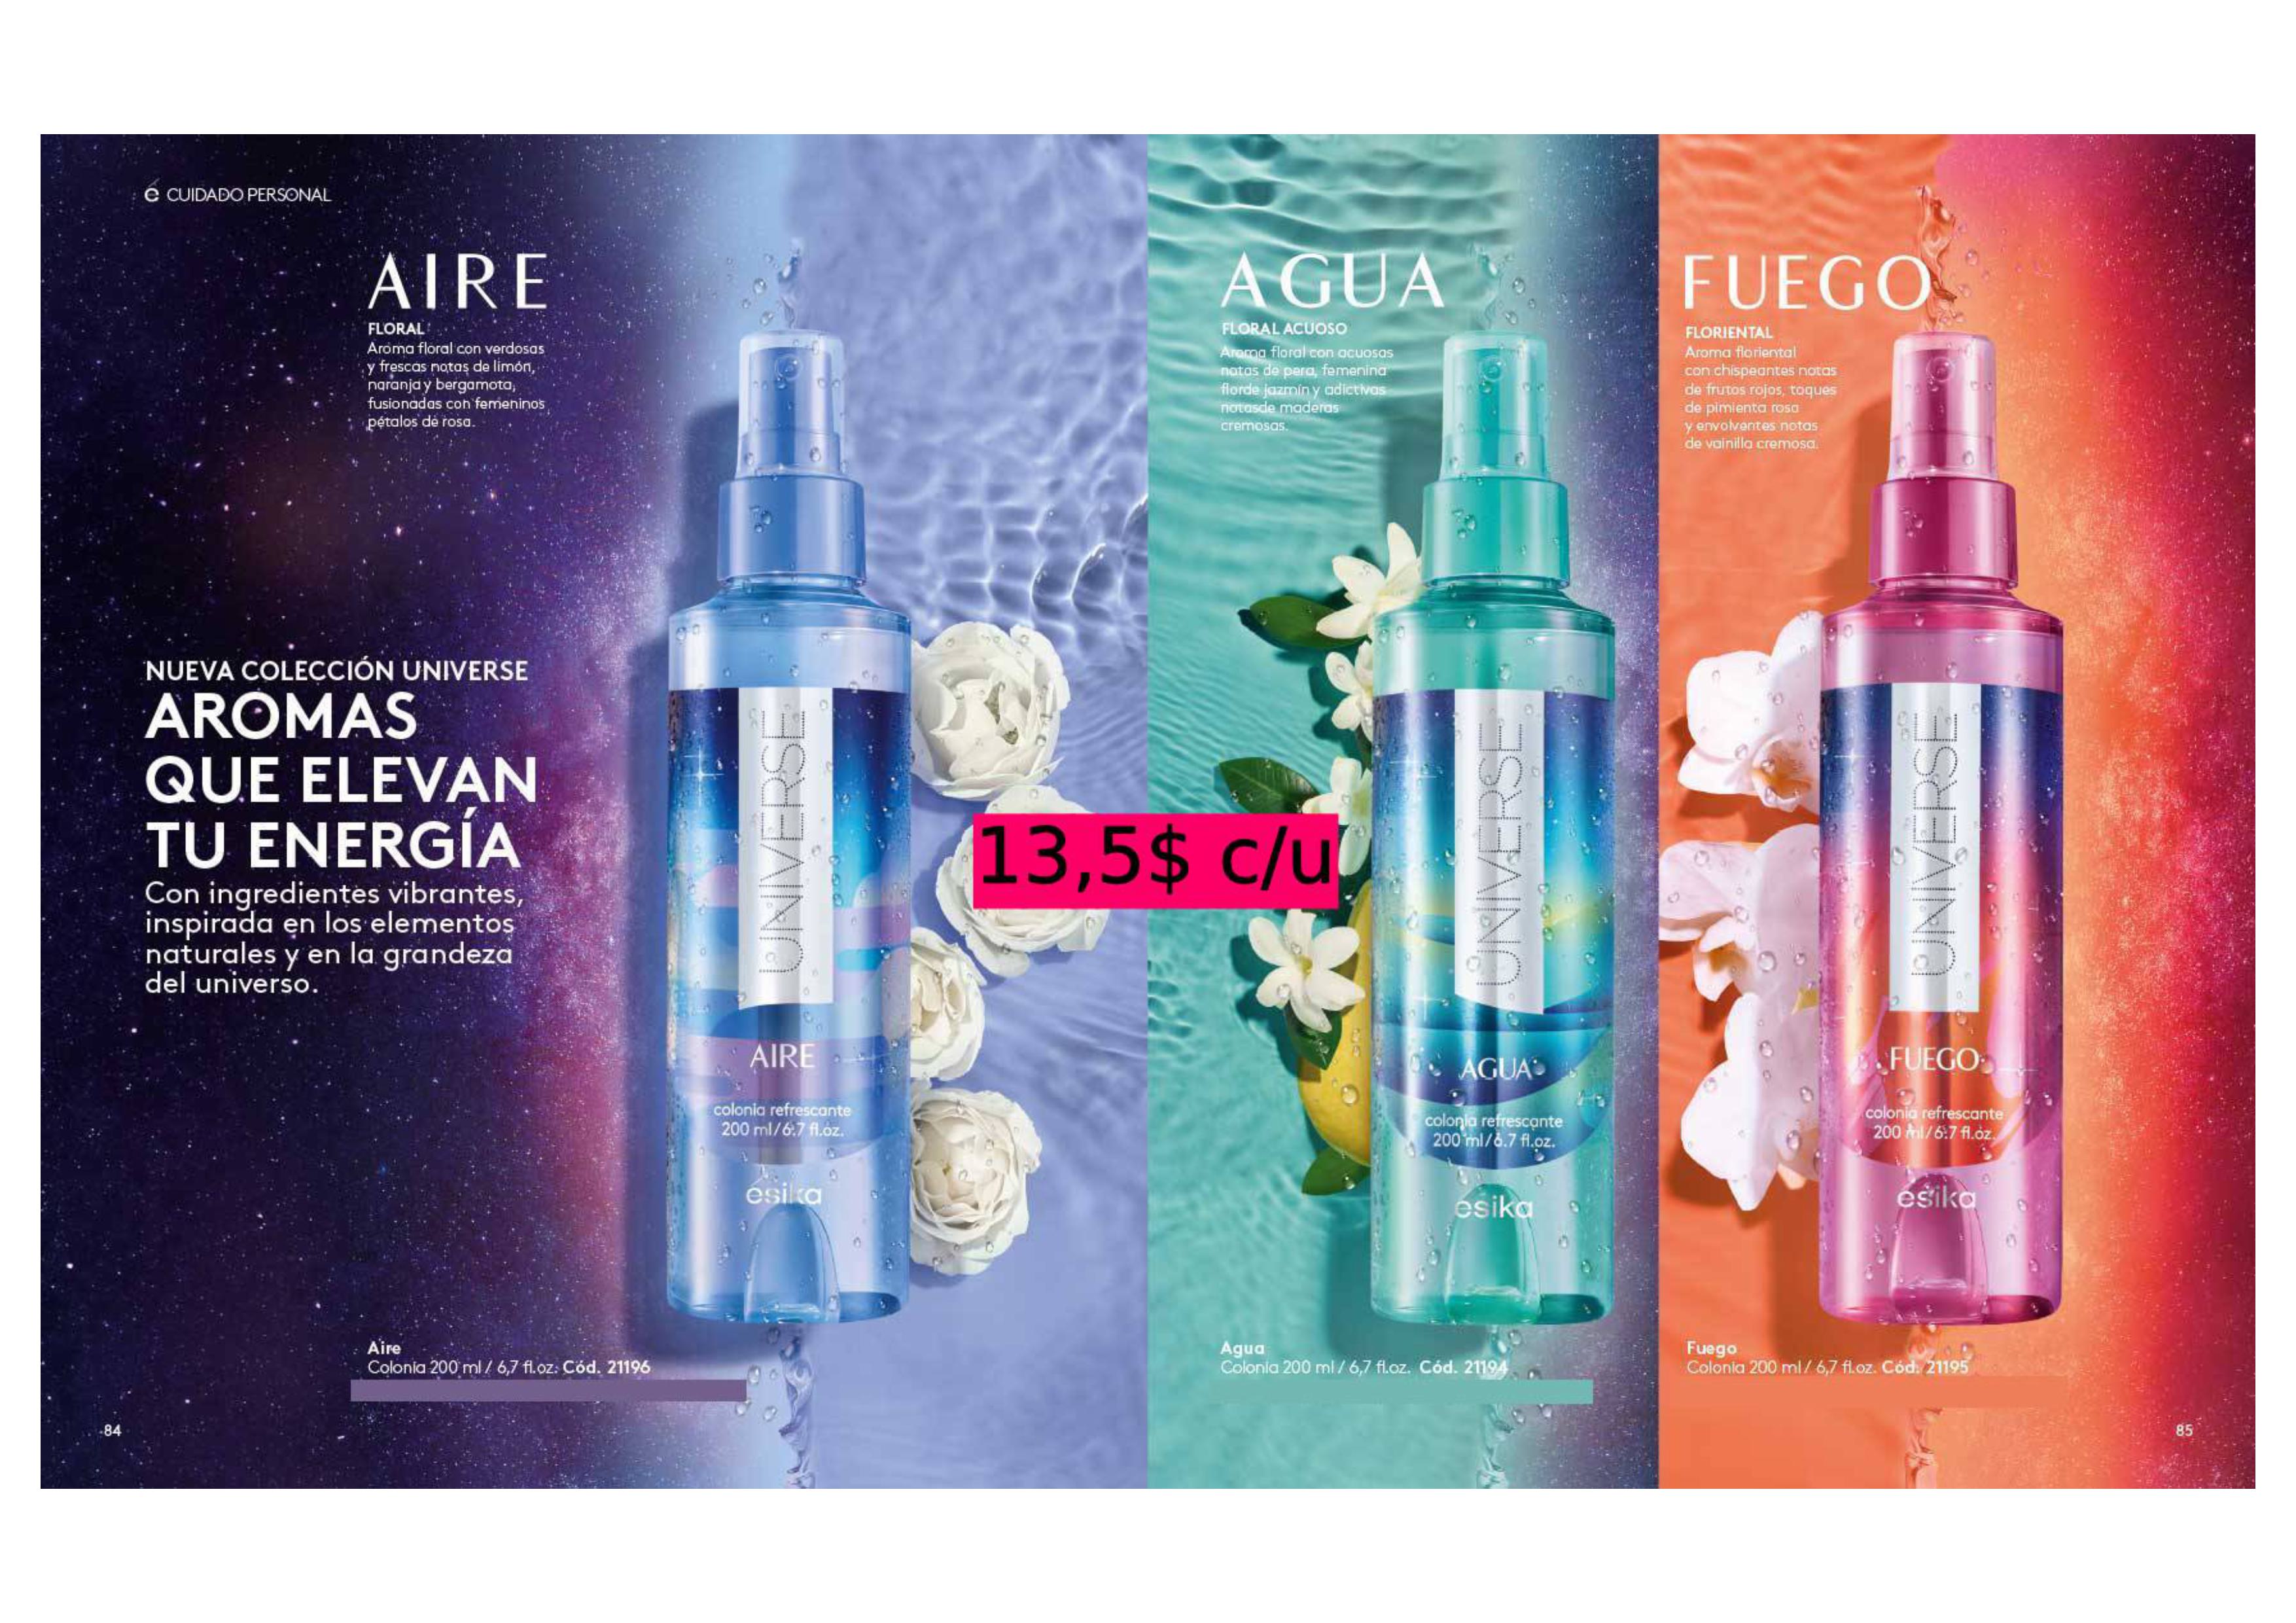 é CUIDADO PERSONAL
AIRE
FLORAL
Aroma floral con verdosas
y frescas notas de limón,
naranja y bergamota,
fusionadas con femeninos
pétalos de rosa.
NUEVA COLECCIÓN UNIVERSE
AROMAS
QUE ELEVAN
TU ENERGÍA
Con ingredientes vibrantes,
inspirada en los elementos
naturales y en la grandeza
del universo.
UNIVERSE
AIRE
colonia refrescante
200 ml/6.7 fl.oz.
ésika
Aire
Colonia 200 ml / 6,7 fl.oz. Cód. 21196
84
13,5$ c/u
AGUA
FLORAL ACUOSO
Aroma floral con acuosas
notas de pera, femenina
florde jazmín y adictivas
notasde maderas
cremosas.
UNIVERSE
AGUA
colonia refrescante
200 ml/6.7 fl.oz.
ésika
Agua
Colonia 200 ml / 6,7 fl.oz. Cód. 21194
FUEGO
FLORIENTAL
Aroma floriental
con chispeantes notas
de frutos rojos, toques
de pimienta rosa
y envolventes notas
de vainilla cremosa.
UNIVERSE
FUEGO
colonia refrescante
200 ml/6.7 fl.oz.
ésika
Fuego
Colonia 200 ml / 6,7 fl.oz. Cód. 21195
85